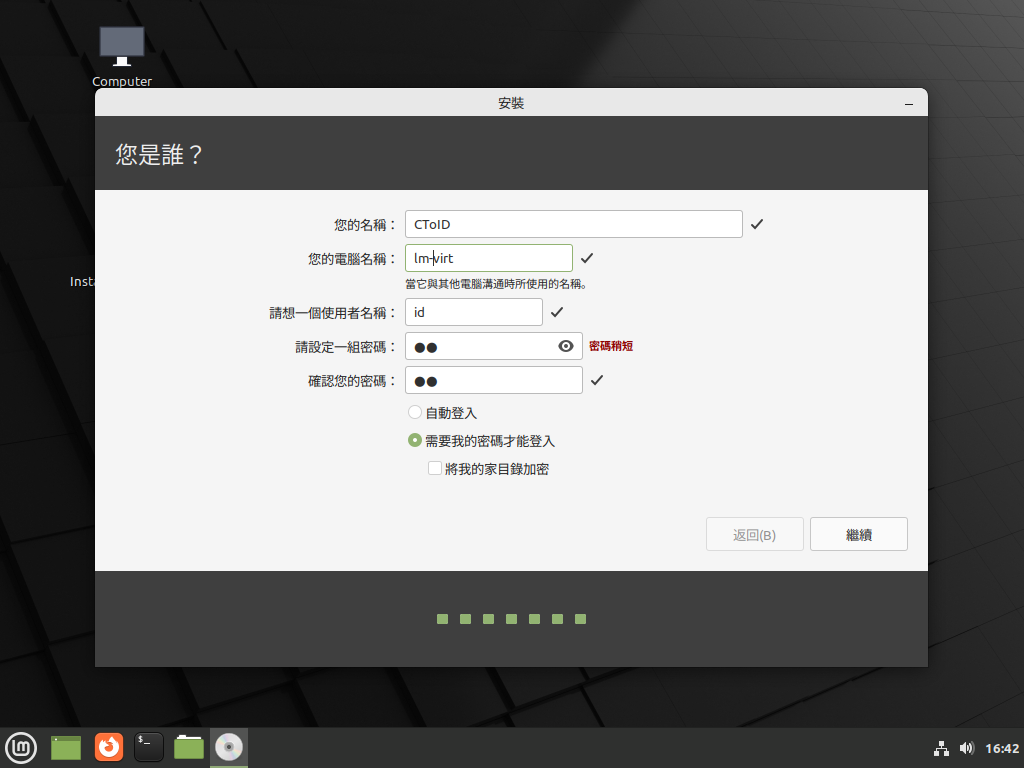 Computer
安裝
您是誰？
Insta
您的名稱： CToID
您的電腦名稱： lm-virt
當它與其他電腦溝通時所使用的名稱。
請想一個使用者名稱： id
請設定一組密碼： ●● 密碼稍短
確認您的密碼： ●●
自動登入
需要我的密碼才能登入
將我的家目錄加密
返回(B) 繼續
lm $_ 16:42